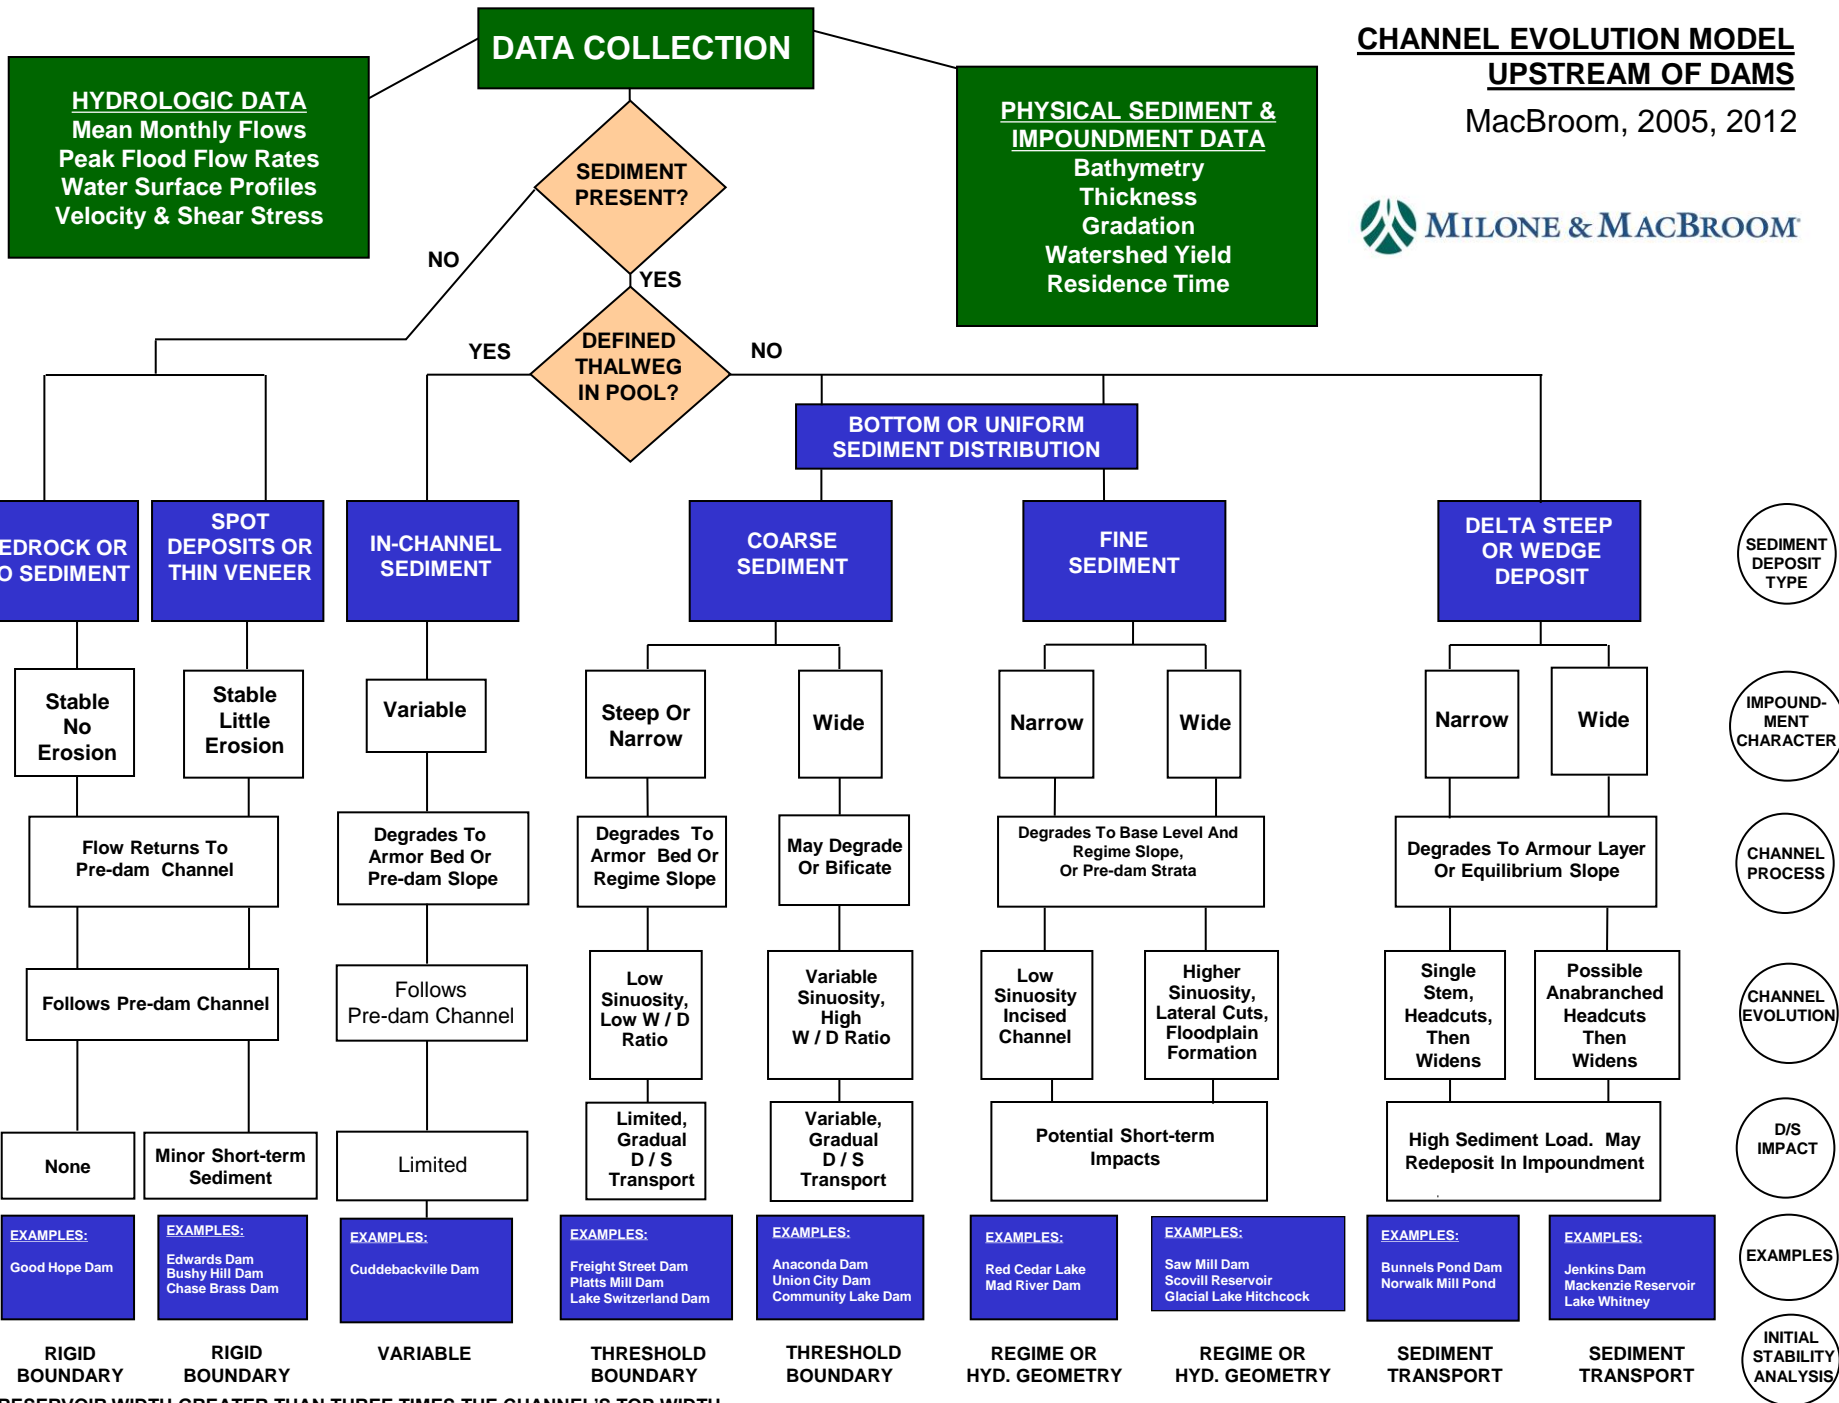 DATA COLLECTION
CHANNEL EVOLUTION MODEL
UPSTREAM OF DAMS
MacBroom, 2005, 2012
MILONE & MACBROOM
HYDROLOGIC DATA
Mean Monthly Flows
Peak Flood Flow Rates
Water Surface Profiles
Velocity & Shear Stress
PHYSICAL SEDIMENT &
IMPOUNDMENT DATA
Bathymetry
Thickness
Gradation
Watershed Yield
Residence Time
SEDIMENT
PRESENT?
NO
YES
DEFINED
THALWEG
IN POOL?
YES
NO
BOTTOM OR UNIFORM
SEDIMENT DISTRIBUTION
EDROCK OR
O SEDIMENT
SPOT
DEPOSITS OR
THIN VENEER
IN-CHANNEL
SEDIMENT
COARSE
SEDIMENT
FINE
SEDIMENT
DELTA STEEP
OR WEDGE
DEPOSIT
SEDIMENT
DEPOSIT
TYPE
Stable
No
Erosion
Stable
Little
Erosion
Variable
Steep Or
Narrow
Wide
Narrow
Wide
Narrow
Wide
IMPOUND-
MENT
CHARACTER
Flow Returns To
Pre-dam Channel
Degrades To
Armor Bed Or
Pre-dam Slope
Degrades To
Armor Bed Or
Regime Slope
May Degrade
Or Bificate
Degrades To Base Level And
Regime Slope,
Or Pre-dam Strata
Degrades To Armour Layer
Or Equilibrium Slope
CHANNEL
PROCESS
Follows Pre-dam Channel
Follows
Pre-dam Channel
Low
Sinuosity,
Low W / D
Ratio
Variable
Sinuosity,
High
W / D Ratio
Low
Sinuosity
Incised
Channel
Higher
Sinuosity,
Lateral Cuts,
Floodplain
Formation
Single
Stem,
Headcuts,
Then
Widens
Possible
Anabranched
Headcuts
Then
Widens
CHANNEL
EVOLUTION
None
Minor Short-term
Sediment
Limited
Limited,
Gradual
D / S
Transport
Variable,
Gradual
D / S
Transport
Potential Short-term
Impacts
High Sediment Load. May
Redeposit In Impoundment
D/S
IMPACT
EXAMPLES:
Good Hope Dam
EXAMPLES:
Edwards Dam
Bushy Hill Dam
Chase Brass Dam
EXAMPLES:
Cuddebackville Dam
EXAMPLES:
Freight Street Dam
Platts Mill Dam
Lake Switzerland Dam
EXAMPLES:
Anaconda Dam
Union City Dam
Community Lake Dam
EXAMPLES:
Red Cedar Lake
Mad River Dam
EXAMPLES:
Saw Mill Dam
Scovill Reservoir
Glacial Lake Hitchcock
EXAMPLES:
Bunnels Pond Dam
Norwalk Mill Pond
EXAMPLES:
Jenkins Dam
Mackenzie Reservoir
Lake Whitney
EXAMPLES
RIGID
BOUNDARY
RIGID
BOUNDARY
VARIABLE
THRESHOLD
BOUNDARY
THRESHOLD
BOUNDARY
REGIME OR
HYD. GEOMETRY
REGIME OR
HYD. GEOMETRY
SEDIMENT
TRANSPORT
SEDIMENT
TRANSPORT
INITIAL
STABILITY
ANALYSIS
RESERVOIR WIDTH GREATER THAN THREE TIMES THE CHANNEL'S TOP WIDTH